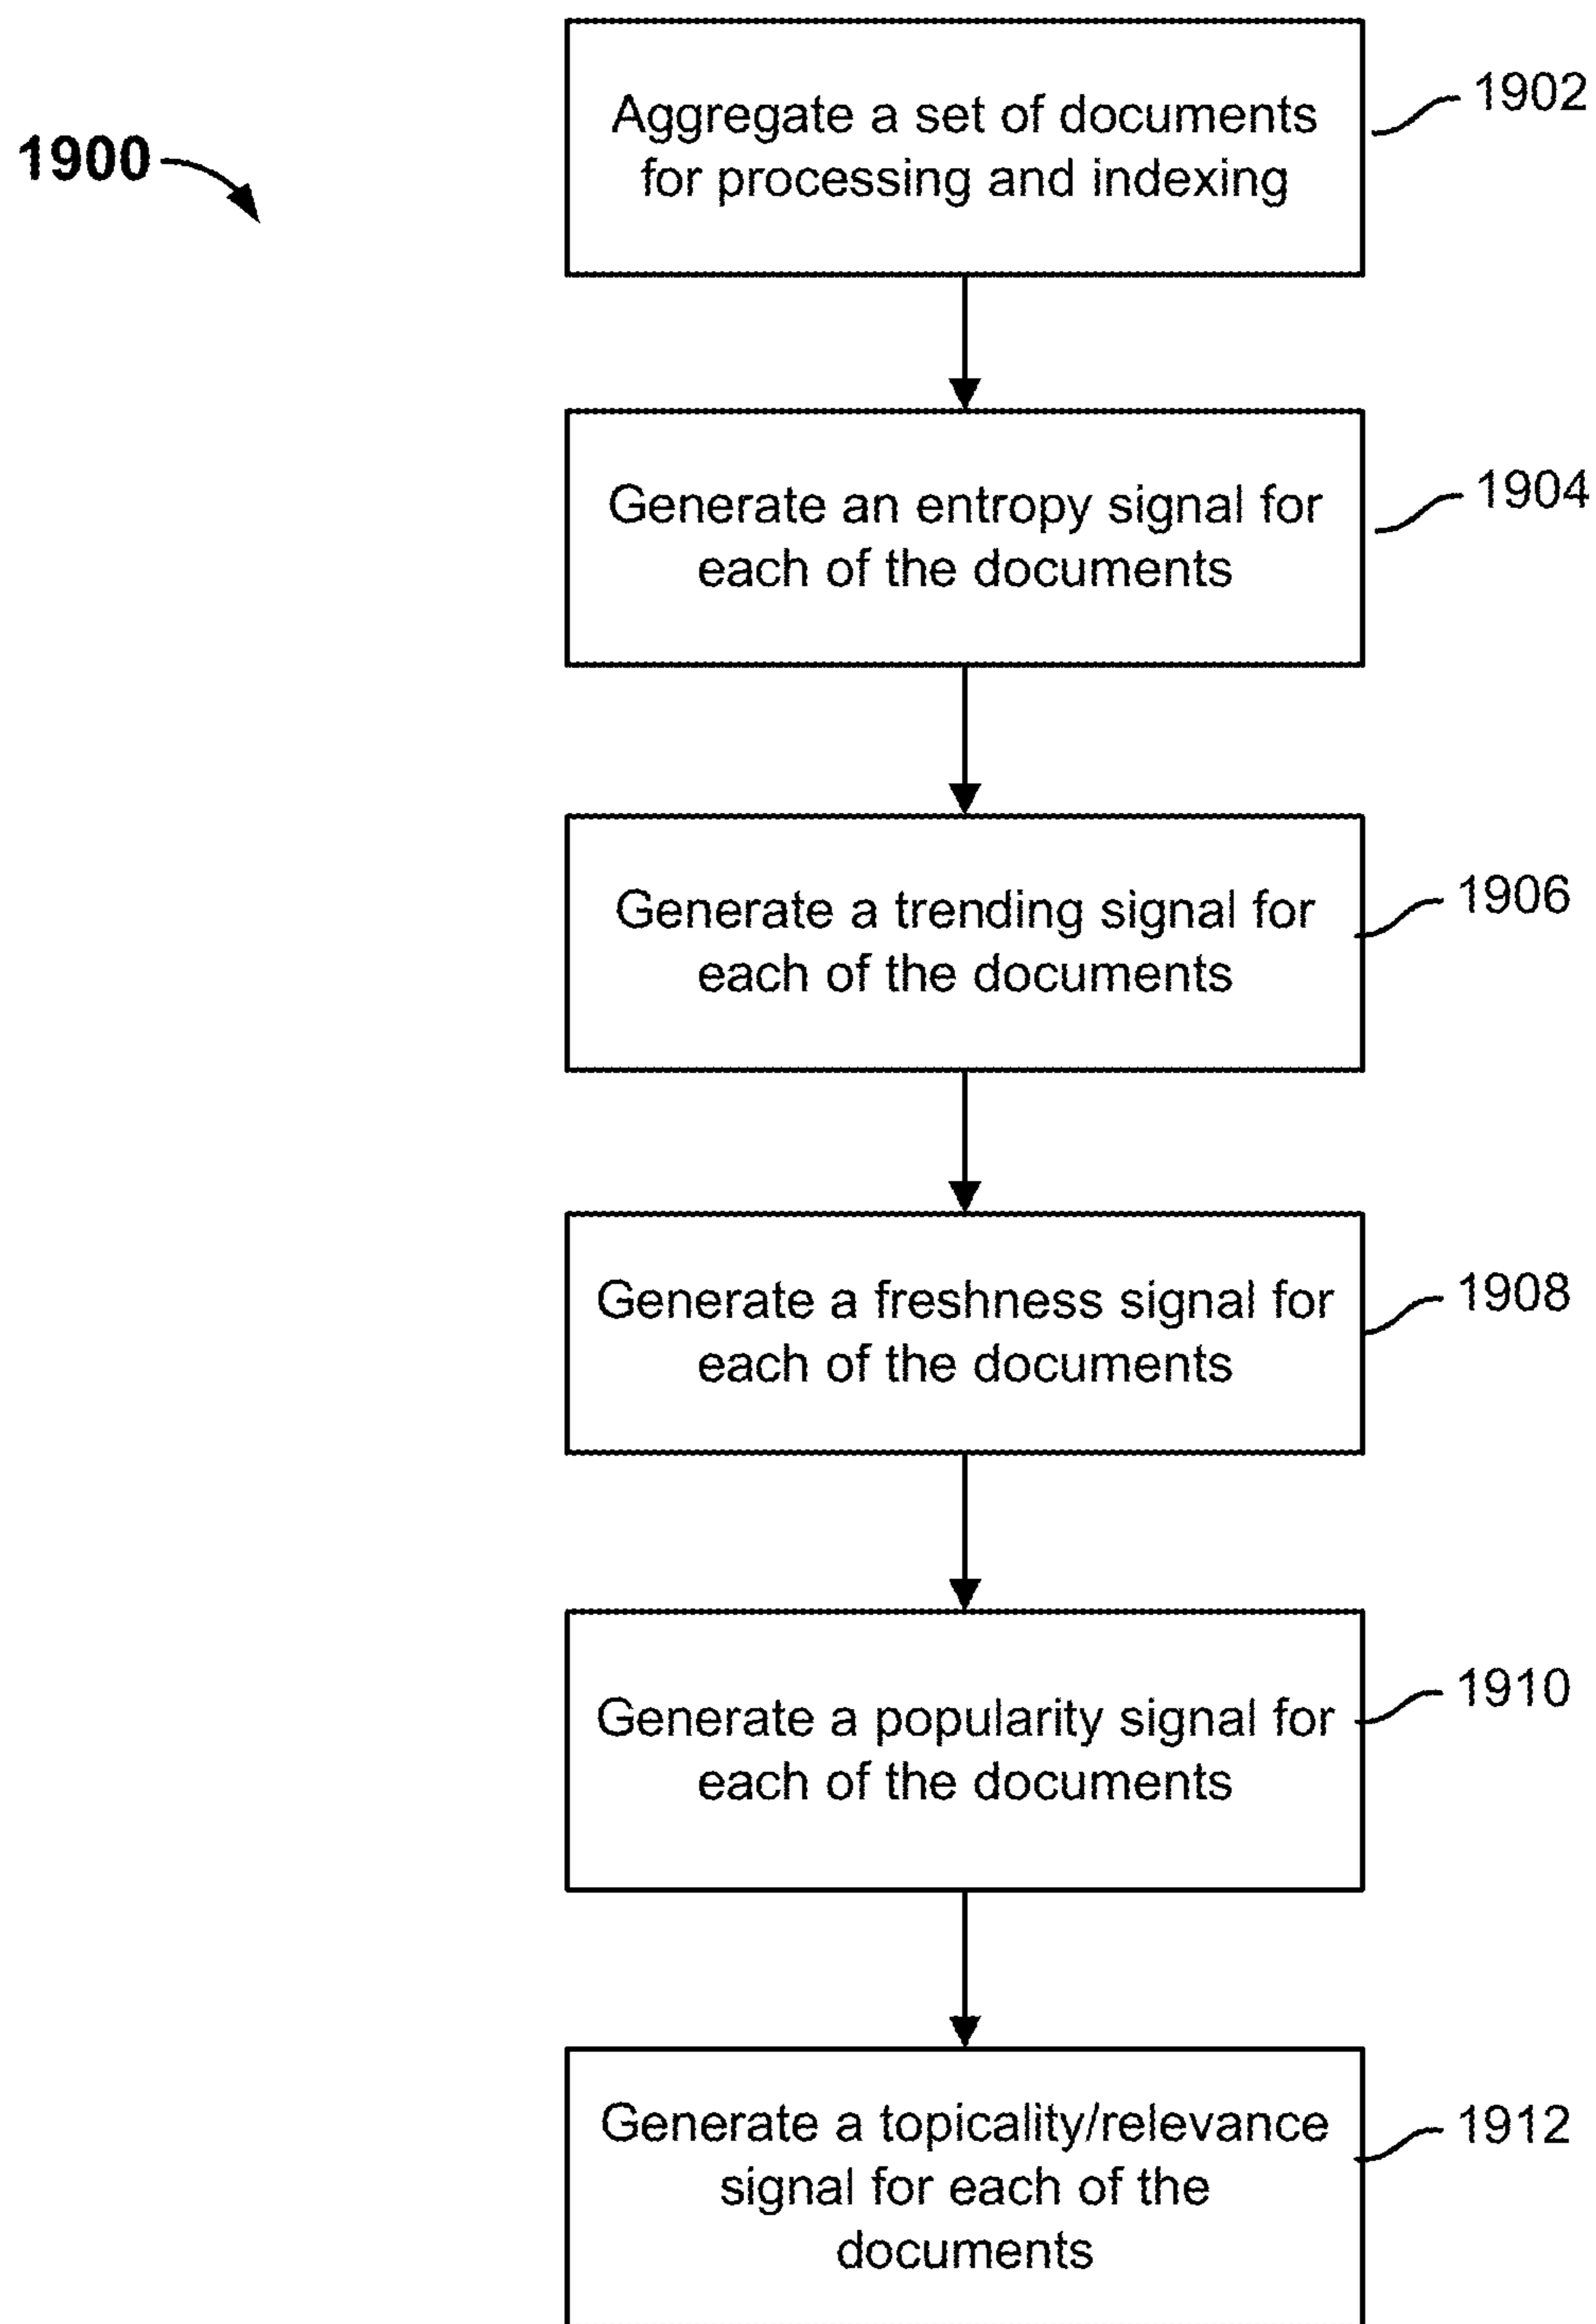 1900
Aggregate a set of documents
for processing and indexing
1902
Generate an entropy signal for
each of the documents
1904
Generate a trending signal for
each of the documents
1906
Generate a freshness signal for
each of the documents
1908
Generate a popularity signal for
each of the documents
1910
Generate a topicality/relevance
signal for each of the
documents
1912